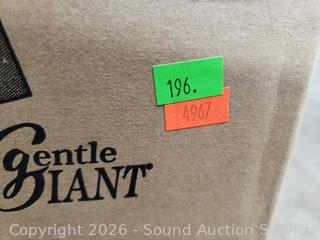 196.
4967
Gentle
GIANT
Copyright 2026 - Sound Auction Service